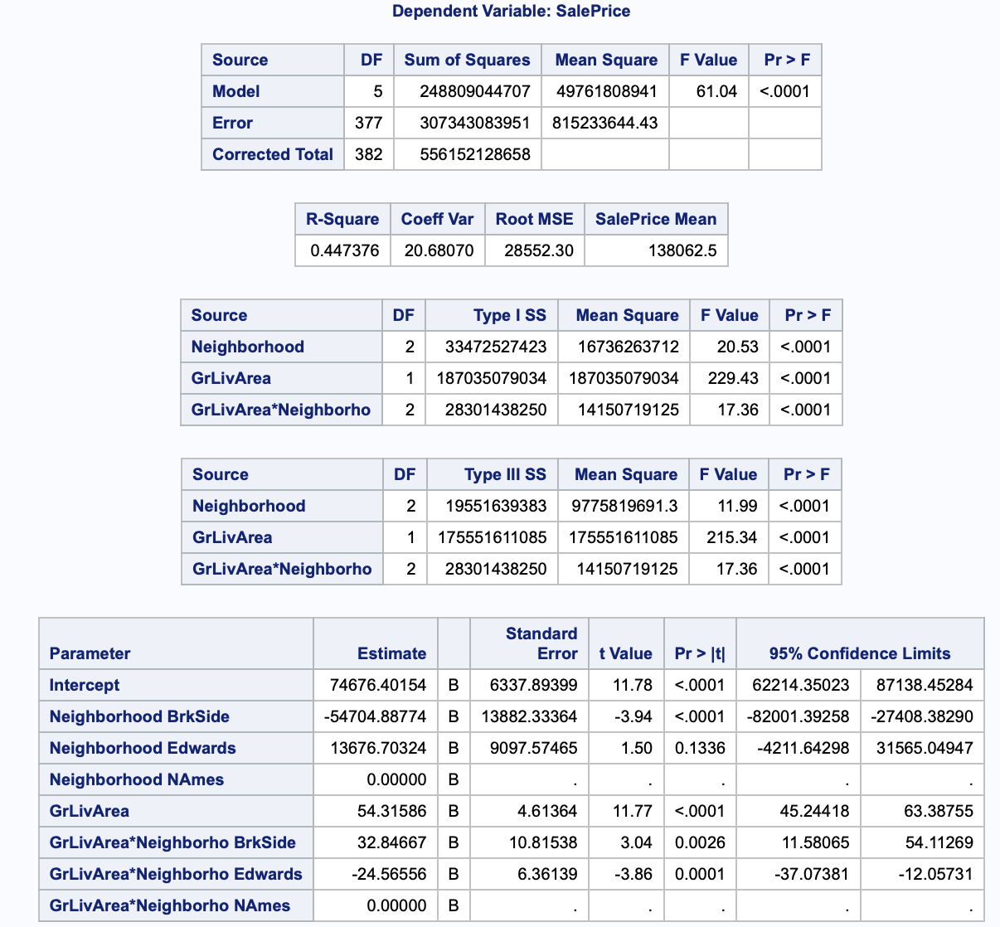 Dependent Variable: SalePrice
Source DF Sum of Squares Mean Square F Value Pr > F
Model 5 248809044707 49761808941 61.04 <.0001
Error 377 307343083951 815233644.43
Corrected Total 382 556152128658
R-Square Coeff Var Root MSE SalePrice Mean
0.447376 20.68070 28552.30 138062.5
Source DF Type I SS Mean Square F Value Pr > F
Neighborhood 2 33472527423 16736263712 20.53 <.0001
GrLivArea 1 187035079034 187035079034 229.43 <.0001
GrLivArea*Neighborho 2 28301438250 14150719125 17.36 <.0001
Source DF Type III SS Mean Square F Value Pr > F
Neighborhood 2 19551639383 9775819691.3 11.99 <.0001
GrLivArea 1 175551611085 175551611085 215.34 <.0001
GrLivArea*Neighborho 2 28301438250 14150719125 17.36 <.0001
Parameter Estimate Standard Error t Value Pr > |t| 95% Confidence Limits
Intercept 74676.40154 B 6337.89399 11.78 <.0001 62214.35023 87138.45284
Neighborhood BrkSide -54704.88774 B 13882.33364 -3.94 <.0001 -82001.39258 -27408.38290
Neighborhood Edwards 13676.70324 B 9097.57465 1.50 0.1336 -4211.64298 31565.04947
Neighborhood NAmes 0.00000 B . . . . .
GrLivArea 54.31586 B 4.61364 11.77 <.0001 45.24418 63.38755
GrLivArea*Neighborho BrkSide 32.84667 B 10.81538 3.04 0.0026 11.58065 54.11269
GrLivArea*Neighborho Edwards -24.56556 B 6.36139 -3.86 0.0001 -37.07381 -12.05731
GrLivArea*Neighborho NAmes 0.00000 B . . . . .